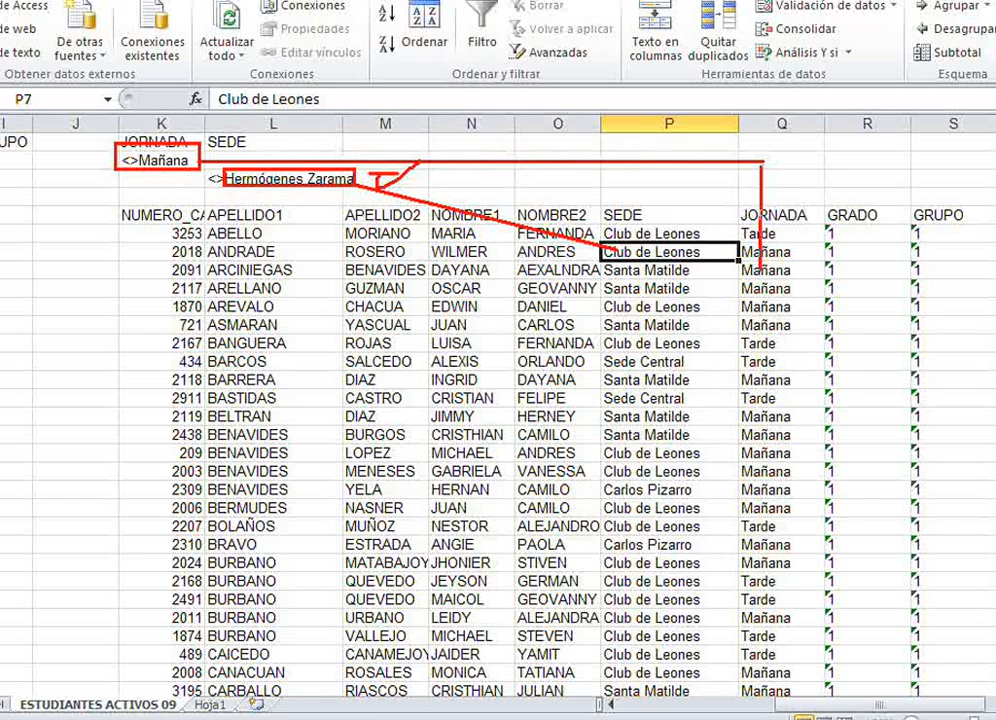 de Access
de web
de texto
De otras
fuentes
Conexiones
existentes
Obtener datos externos
Actualizar
todo
Conexiones
Propiedades
Editar vínculos
Conexiones
Ordenar
Filtro
Borrar
Volver a aplicar
Avanzadas
Ordenar y filtrar
Texto en
columnas
Quitar
duplicados
Validación de datos
Consolidar
Análisis Y si
Herramientas de datos
Agrupar
Desagrupar
Subtotal
Esquema
P7 fx Club de Leones
I J K L M N O P Q R S
UPO JORNADA SEDE
<>Mañana
<>Hermógenes Zarama
NUMERO_CA APELLIDO1 APELLIDO2 NOMBRE1 NOMBRE2 SEDE JORNADA GRADO GRUPO
3253 ABELLO MORIANO MARIA FERNANDA Club de Leones Tarde 1 1
2018 ANDRADE ROSERO WILMER ANDRES Club de Leones Mañana 1 1
2091 ARCINIEGAS BENAVIDES DAYANA AEXALNDRA Santa Matilde Mañana 1 1
2117 ARELLANO GUZMAN OSCAR GEOVANNY Santa Matilde Mañana 1 1
1870 AREVALO CHACUA EDWIN DANIEL Club de Leones Mañana 1 1
721 ASMARAN YASCUAL JUAN CARLOS Santa Matilde Mañana 1 1
2167 BANGUERA ROJAS LUISA FERNANDA Club de Leones Tarde 1 1
434 BARCOS SALCEDO ALEXIS ORLANDO Sede Central Tarde 1 1
2118 BARRERA DIAZ INGRID DAYANA Santa Matilde Mañana 1 1
2911 BASTIDAS CASTRO CRISTIAN FELIPE Sede Central Tarde 1 1
2119 BELTRAN DIAZ JIMMY HERNEY Santa Matilde Mañana 1 1
2438 BENAVIDES BURGOS CRISTHIAN CAMILO Santa Matilde Mañana 1 1
209 BENAVIDES LOPEZ MICHAEL ANDRES Club de Leones Mañana 1 1
2003 BENAVIDES MENESES GABRIELA VANESSA Club de Leones Mañana 1 1
2309 BENAVIDES YELA HERNAN CAMILO Carlos Pizarro Mañana 1 1
2006 BERMUDES NASNER JUAN CAMILO Club de Leones Mañana 1 1
2207 BOLAÑOS MUÑOZ NESTOR ALEJANDRO Club de Leones Tarde 1 1
2310 BRAVO ESTRADA ANGIE PAOLA Carlos Pizarro Mañana 1 1
2024 BURBANO MATABAJOY JHONIER STIVEN Club de Leones Mañana 1 1
2168 BURBANO QUEVEDO JEYSON GERMAN Club de Leones Tarde 1 1
2491 BURBANO QUEVEDO MAICOL GEOVANNY Club de Leones Tarde 1 1
2011 BURBANO URBANO LEIDY ALEJANDRA Club de Leones Mañana 1 1
1874 BURBANO VALLEJO MICHAEL STEVEN Club de Leones Tarde 1 1
489 CAICEDO CANAMEJOY JAIDER YAMIT Club de Leones Tarde 1 1
2008 CANACUAN ROSALES MONICA TATIANA Club de Leones Mañana 1 1
3195 CARBALLO RIASCOS CRISTHIAN JULIAN Santa Matilde Mañana 1 1
ESTUDIANTES ACTIVOS 09 Hoja1